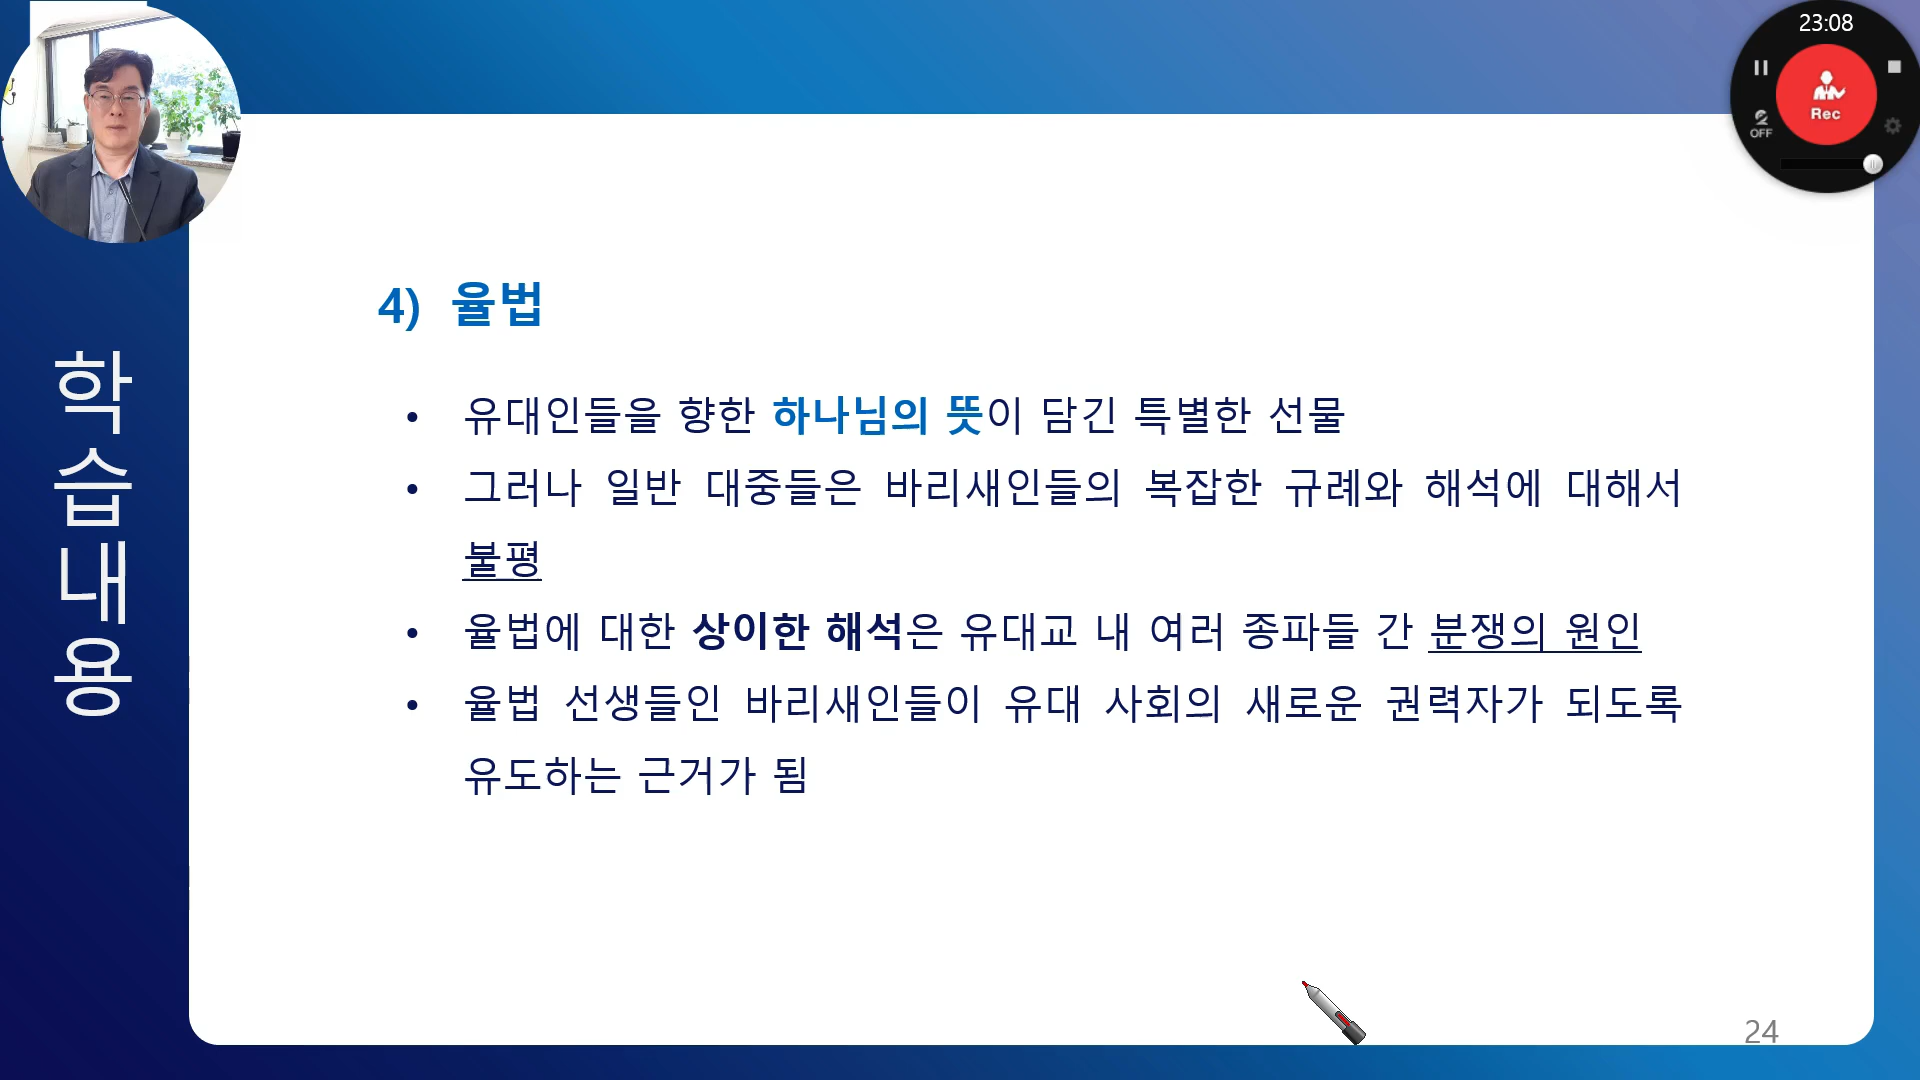 23:08
Rec
OFF
학
습
내
용
4) 율법
• 유대인들을 향한 하나님의 뜻이 담긴 특별한 선물
• 그러나 일반 대중들은 바리새인들의 복잡한 규례와 해석에 대해서
불평
• 율법에 대한 상이한 해석은 유대교 내 여러 종파들 간 분쟁의 원인
• 율법 선생들인 바리새인들이 유대 사회의 새로운 권력자가 되도록
유도하는 근거가 됨
24